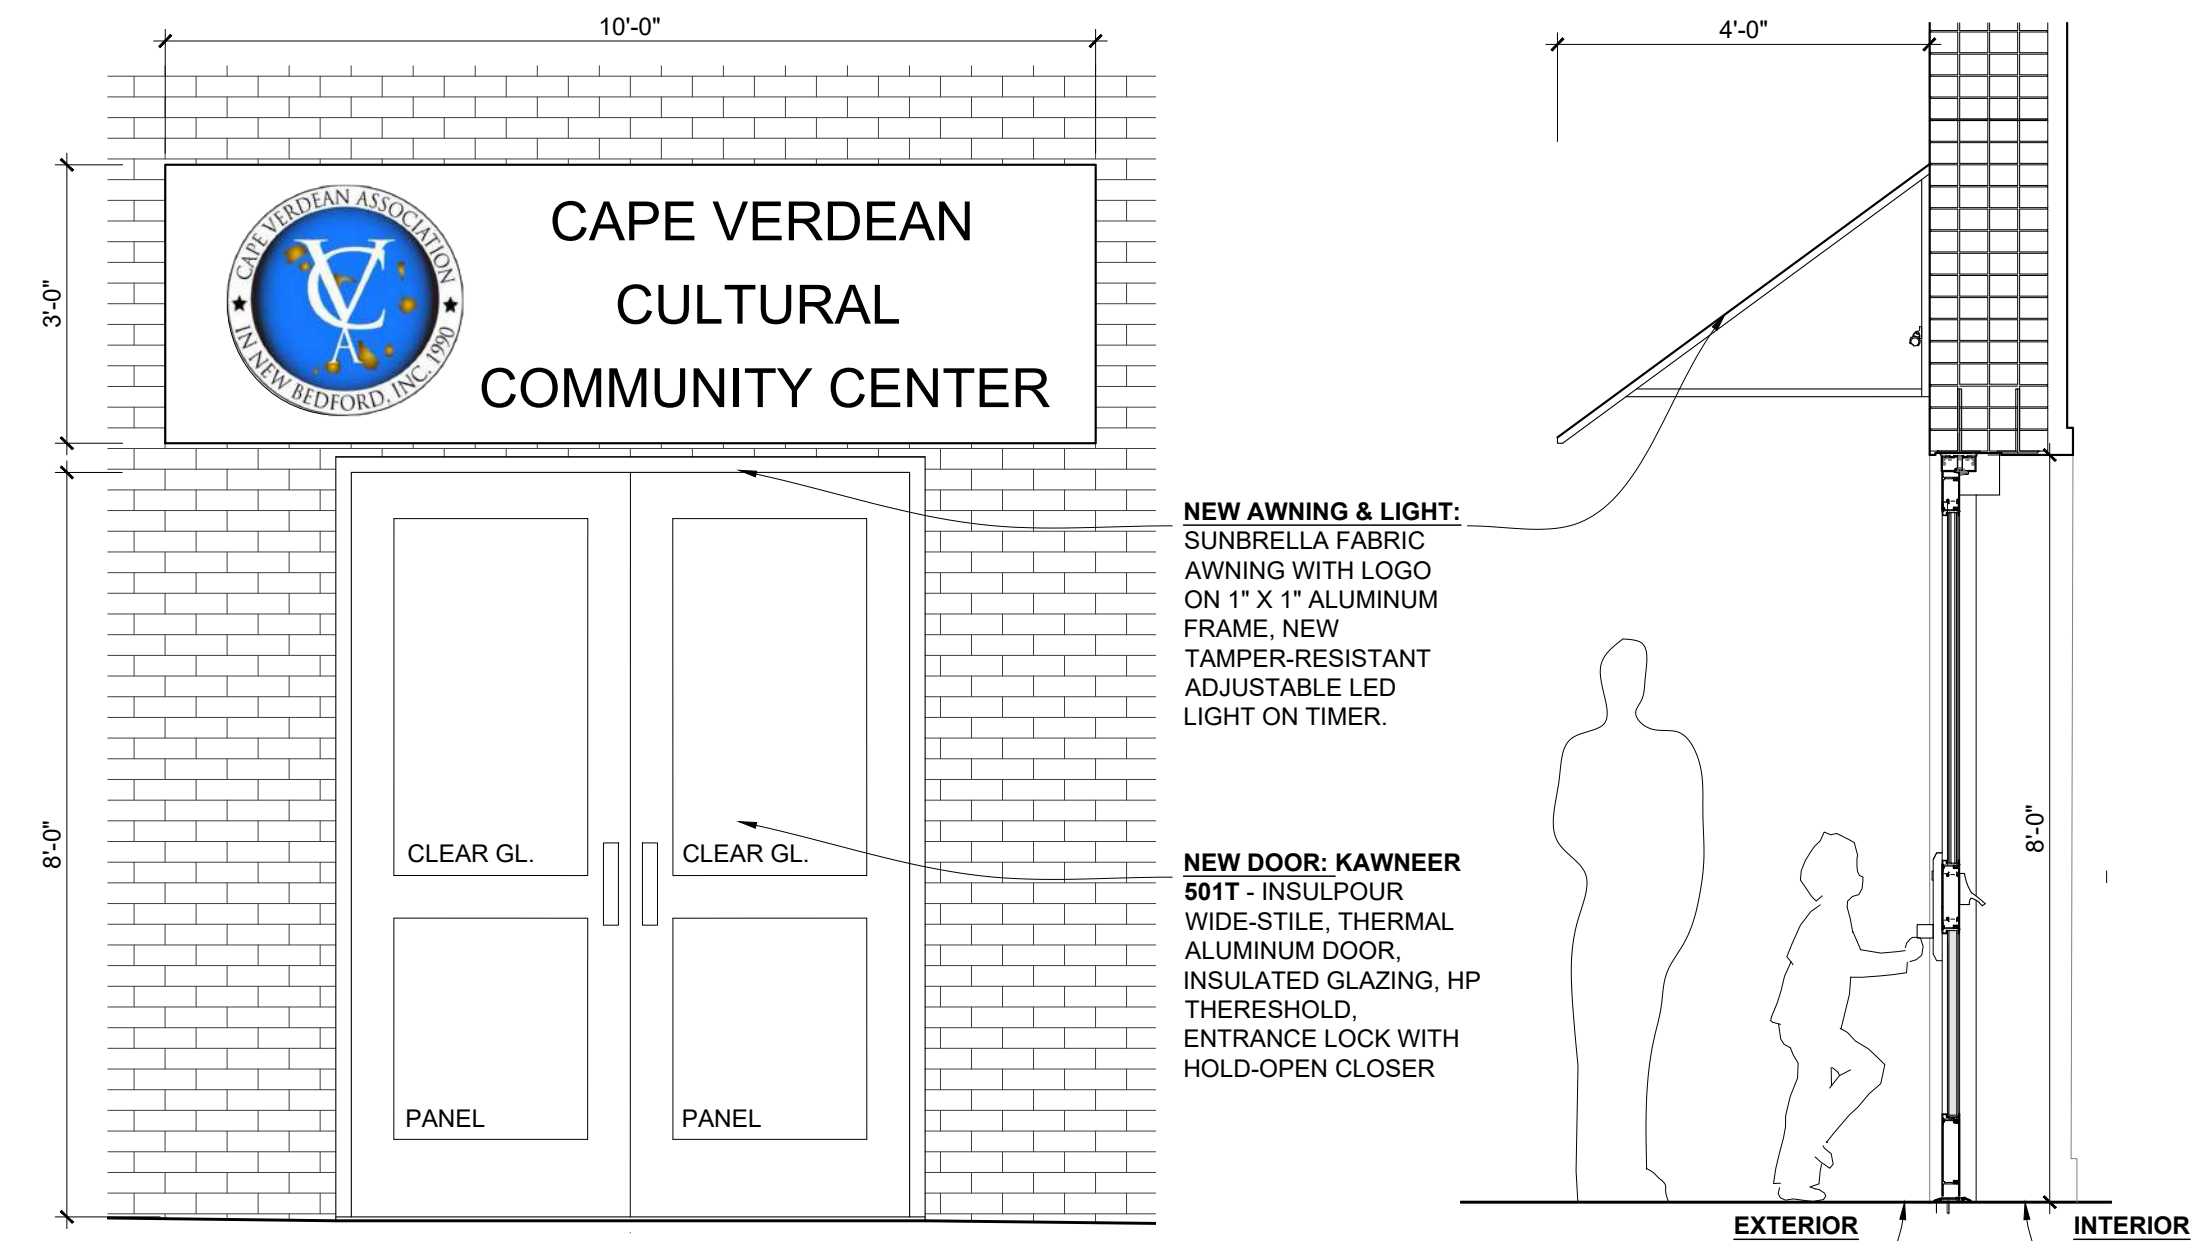 10'-0"
4'-0"
3'-0"
CAPE VERDEAN ASSOCIATION
IN NEW BEDFORD, INC. 1990
VC
A
CAPE VERDEAN
CULTURAL
COMMUNITY CENTER
8'-0"
CLEAR GL.
CLEAR GL.
PANEL
PANEL
NEW AWNING & LIGHT:
SUNBRELLA FABRIC
AWNING WITH LOGO
ON 1" X 1" ALUMINUM
FRAME, NEW
TAMPER-RESISTANT
ADJUSTABLE LED
LIGHT ON TIMER.
NEW DOOR: KAWNEER
501T - INSULPOUR
WIDE-STILE, THERMAL
ALUMINUM DOOR,
INSULATED GLAZING, HP
THERESHOLD,
ENTRANCE LOCK WITH
HOLD-OPEN CLOSER
8'-0"
EXTERIOR
INTERIOR